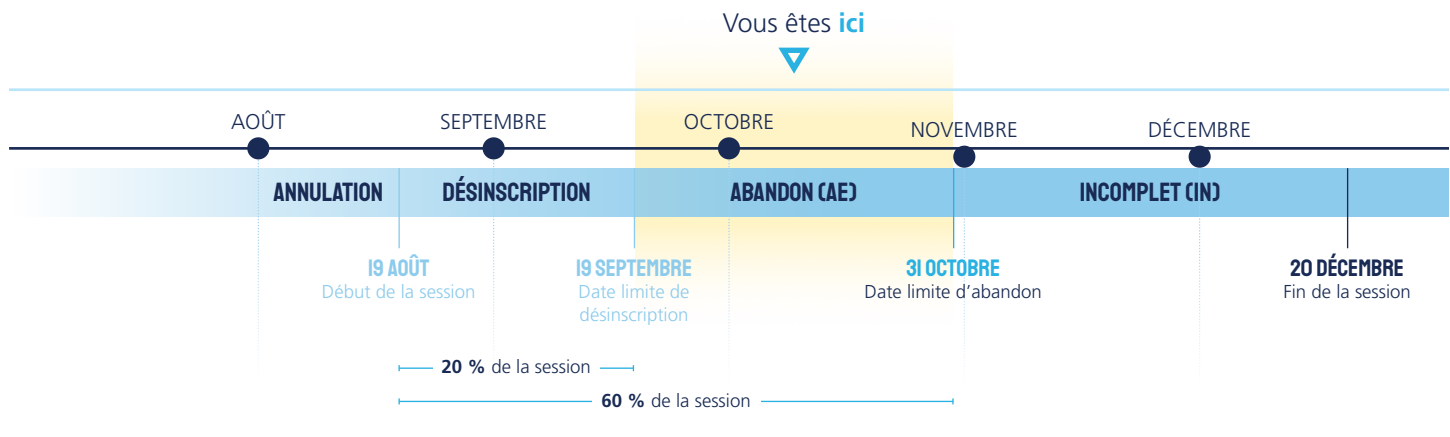 Vous êtes ici
AOÛT
SEPTEMBRE
OCTOBRE
NOVEMBRE
DÉCEMBRE
ANNULATION
DÉSINSCRIPTION
ABANDON (AE)
INCOMPLET (IN)
19 AOÛT
Début de la session
19 SEPTEMBRE
Date limite de
désinscription
31 OCTOBRE
Date limite d'abandon
20 DÉCEMBRE
Fin de la session
20 % de la session
60 % de la session